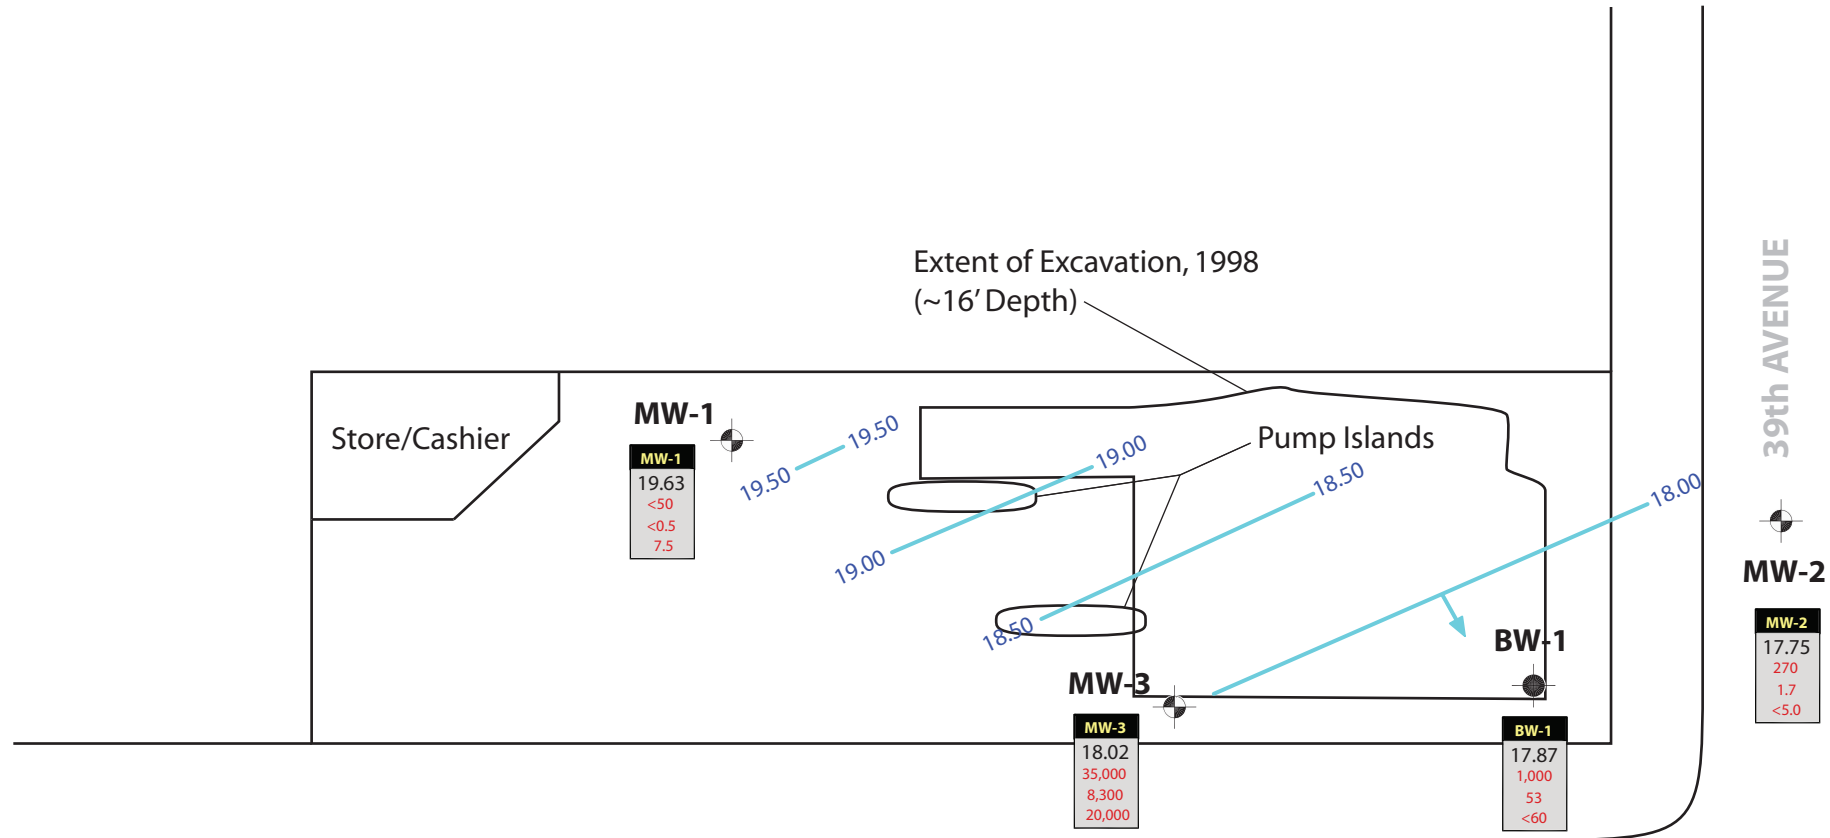 Extent of Excavation, 1998
(~16' Depth)
39th AVENUE
Store/Cashier
MW-1
MW-1
19.63
<50
<0.5
7.5
19.50
19.50
19.00
19.00
Pump Islands
18.50
18.50
18.00
MW-2
MW-2
17.75
270
1.7
<5.0
BW-1
BW-1
17.87
1,000
53
<60
MW-3
MW-3
18.02
35,000
8,300
20,000